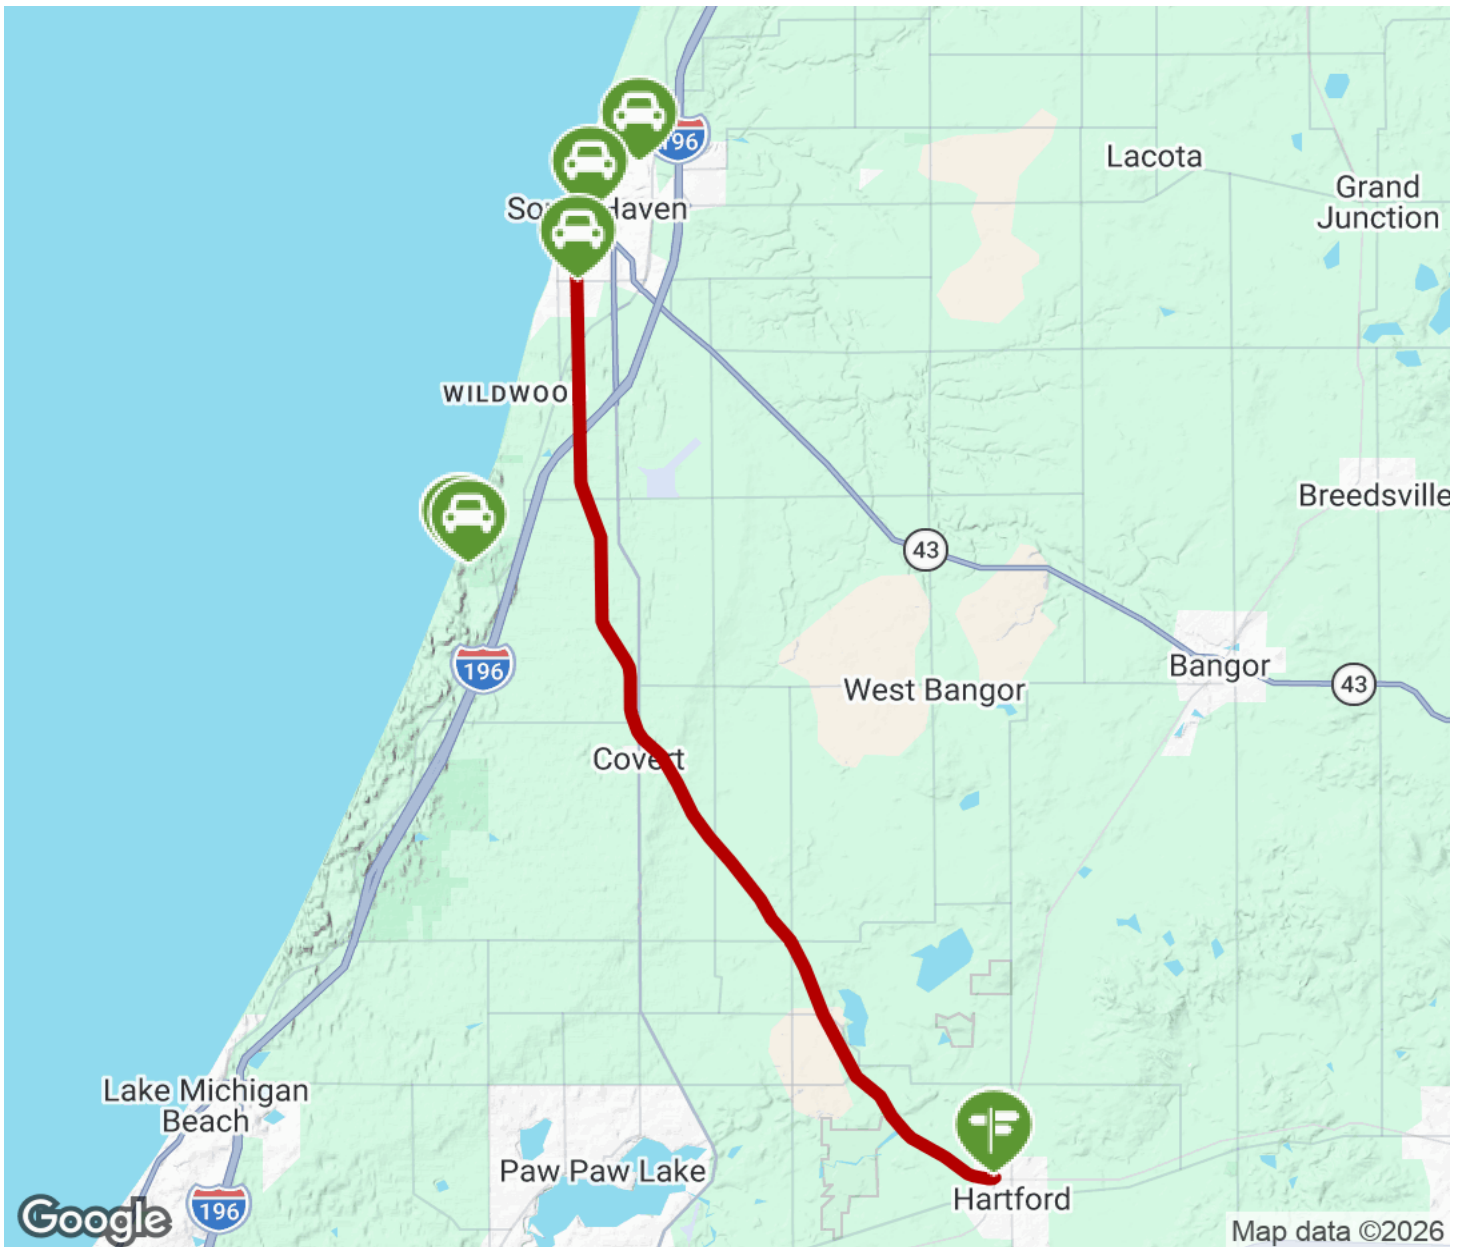 196
Lacota
Grand
Junction
So Haven
WILDWOO
Breedsville
43
196
Bangor
43
West Bangor
Covert
Lake Michigan
Beach
Paw Paw Lake
Hartford
196
Google
Map data ©2026